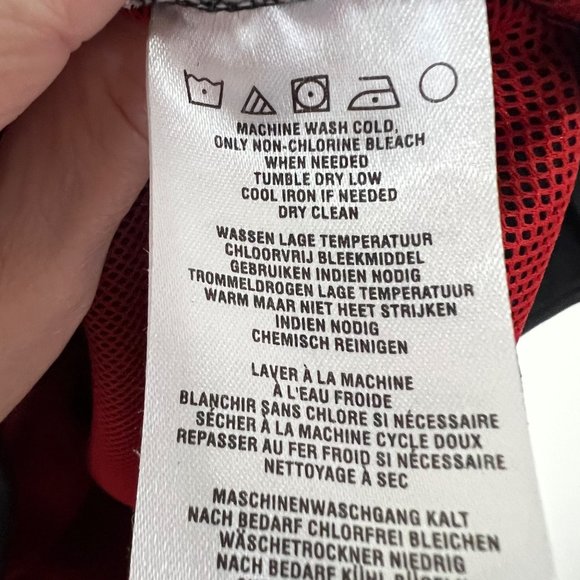 MACHINE WASH COLD,
ONLY NON-CHLORINE BLEACH
WHEN NEEDED
TUMBLE DRY LOW
COOL IRON IF NEEDED
DRY CLEAN
WASSEN LAGE TEMPERATUUR
CHLOORVRIJ BLEEKMIDDEL
GEBRUIKEN INDIEN NODIG
TROMMELDROGEN LAGE TEMPERATUUR
WARM MAAR NIET HEET STRIJKEN
INDIEN NODIG
CHEMISCH REINIGEN
LAVER À LA MACHINE
À L'EAU FROIDE
BLANCHIR SANS CHLORE SI NÉCESSAIRE
SÉCHER À LA MACHINE CYCLE DOUX
REPASSER AU FER FROID SI NÉCESSAIRE
NETTOYAGE À SEC
MASCHINENWASCHGANG KALT
NACH BEDARF CHLORFREI BLEICHEN
WÄSCHETROCKNER NIEDRIG
NACH BEDARF KÜHL